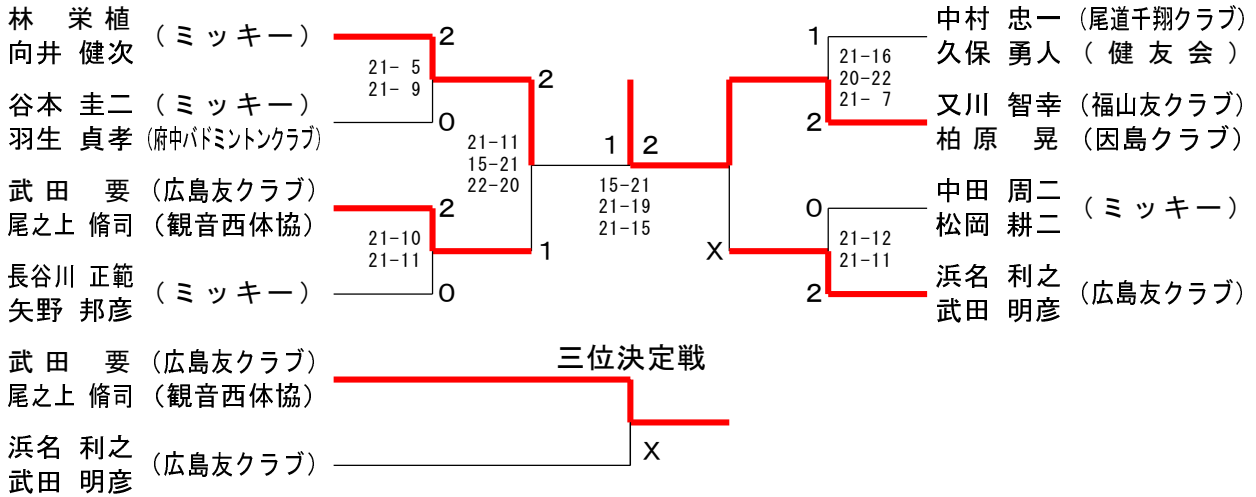 林 栄植
向井 健次
(ミッキー)
2
21- 5
21- 9
谷本 圭二
(ミッキー)
羽生 貞孝
(府中バドミントンクラブ)
0
2
21-11
15-21
22-20
武田 要
(広島友クラブ)
尾之上 脩司
(観音西体協)
2
21-10
21-11
1
長谷川 正範
矢野 邦彦
(ミッキー)
0
1
2
15-21
21-19
21-15
中村 忠一
(尾道千翔クラブ)
久保 勇人
(健友会)
1
21-16
20-22
21- 7
又川 智幸
(福山友クラブ)
柏原 晃
(因島クラブ)
2
中田 周二
松岡 耕二
(ミッキー)
0
21-12
21-11
X
浜名 利之
武田 明彦
(広島友クラブ)
2
三位決定戦
武田 要
(広島友クラブ)
尾之上 脩司
(観音西体協)
浜名 利之
武田 明彦
(広島友クラブ)
X